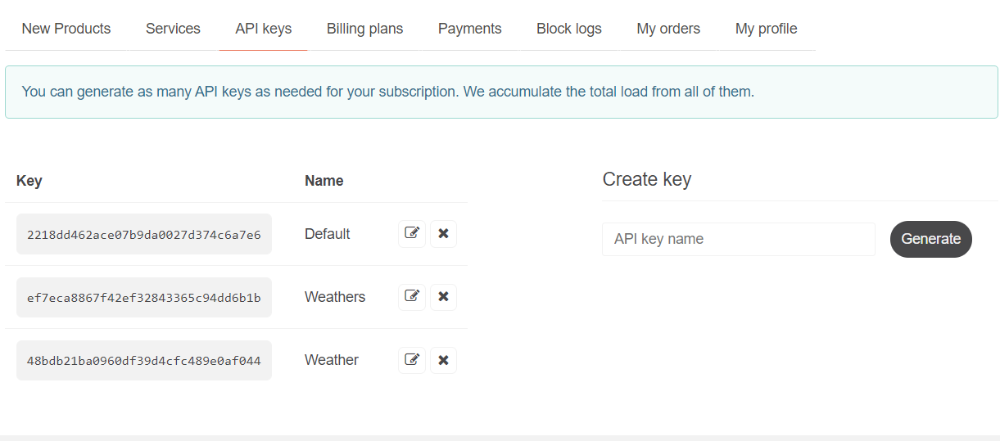 New Products Services API keys Billing plans Payments Block logs My orders My profile
You can generate as many API keys as needed for your subscription. We accumulate the total load from all of them.
Key Name
2218dd462ace07b9da0027d374c6a7e6 Default
ef7eca8867f42ef32843365c94dd6b1b Weathers
48bdb21ba0960df39d4cfc489e0af044 Weather
Create key
API key name Generate